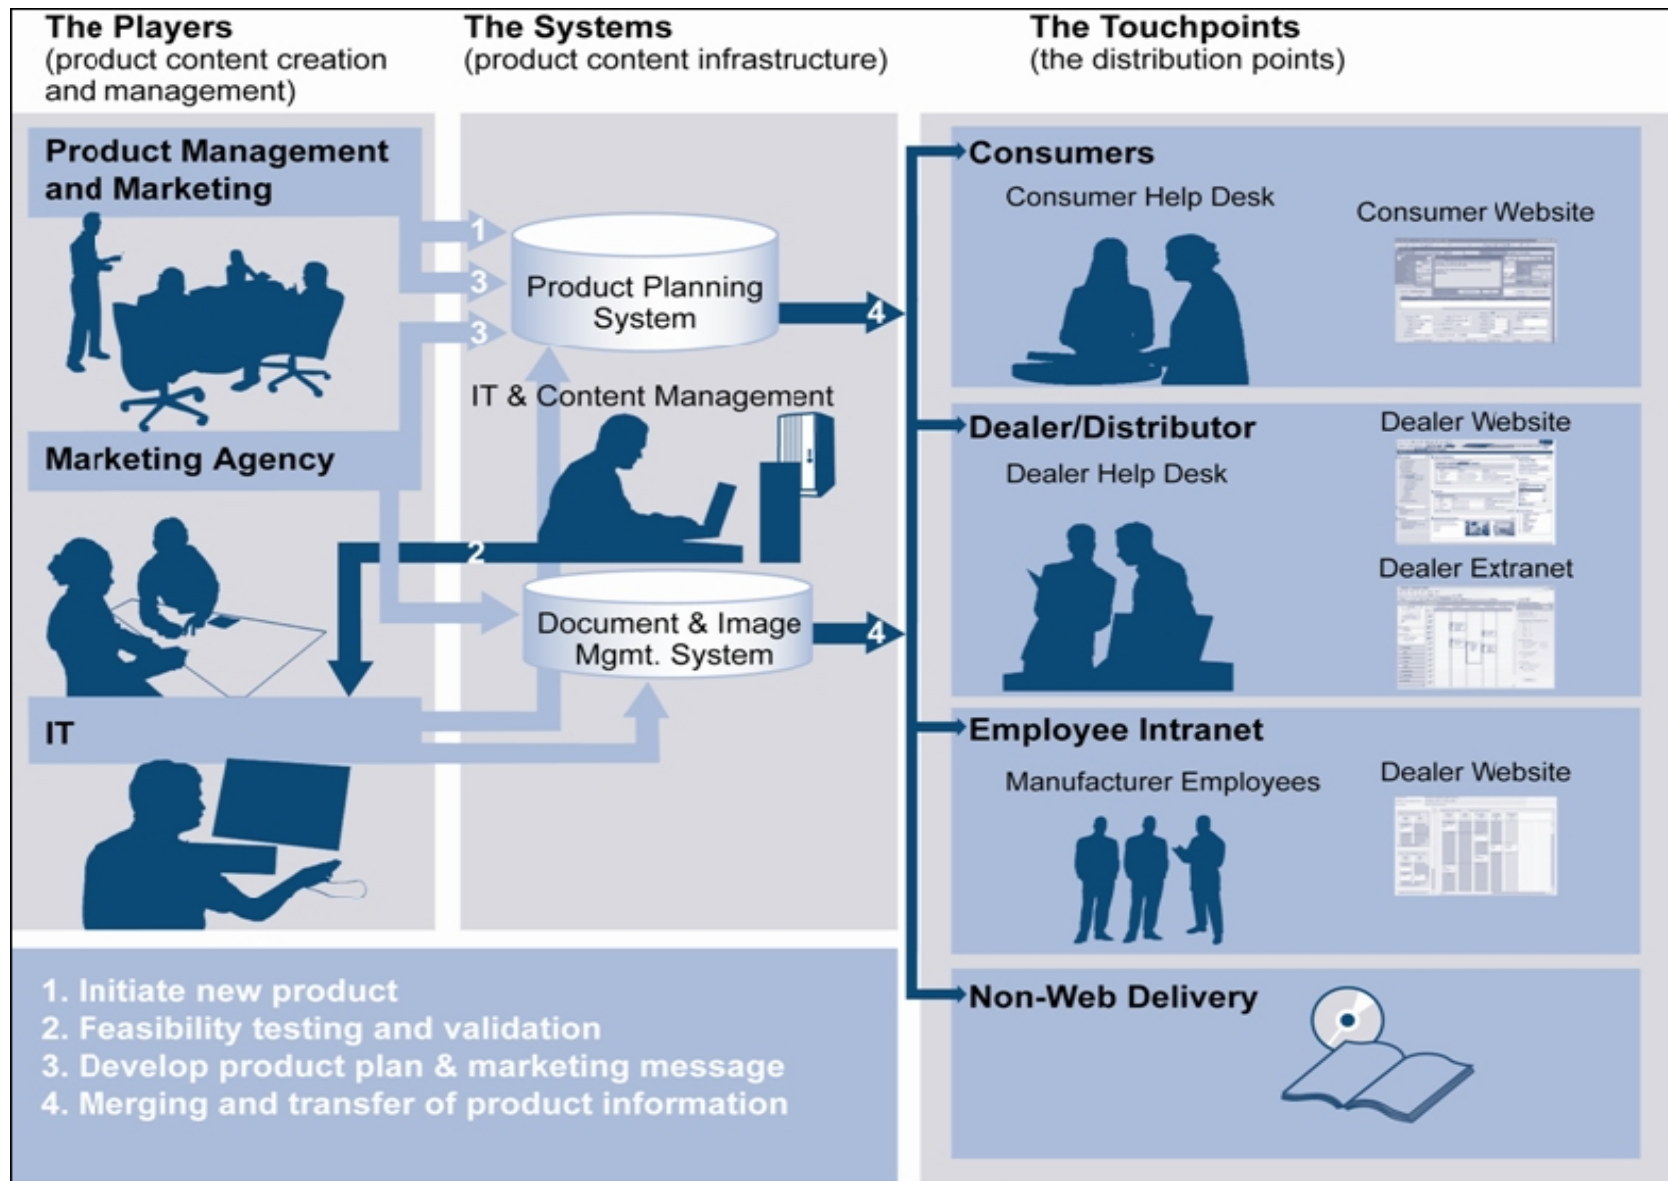 The Players
(product content creation
and management)
The Systems
(product content infrastructure)
The Touchpoints
(the distribution points)
Product Management
and Marketing
1
3
3
Marketing Agency
2
IT
Product Planning
System
4
IT & Content Management
Document & Image
Mgmt. System
4
Consumers
Consumer Help Desk
Consumer Website
Dealer/Distributor
Dealer Help Desk
Dealer Website
Dealer Extranet
Employee Intranet
Manufacturer Employees
Dealer Website
Non-Web Delivery
1. Initiate new product
2. Feasibility testing and validation
3. Develop product plan & marketing message
4. Merging and transfer of product information